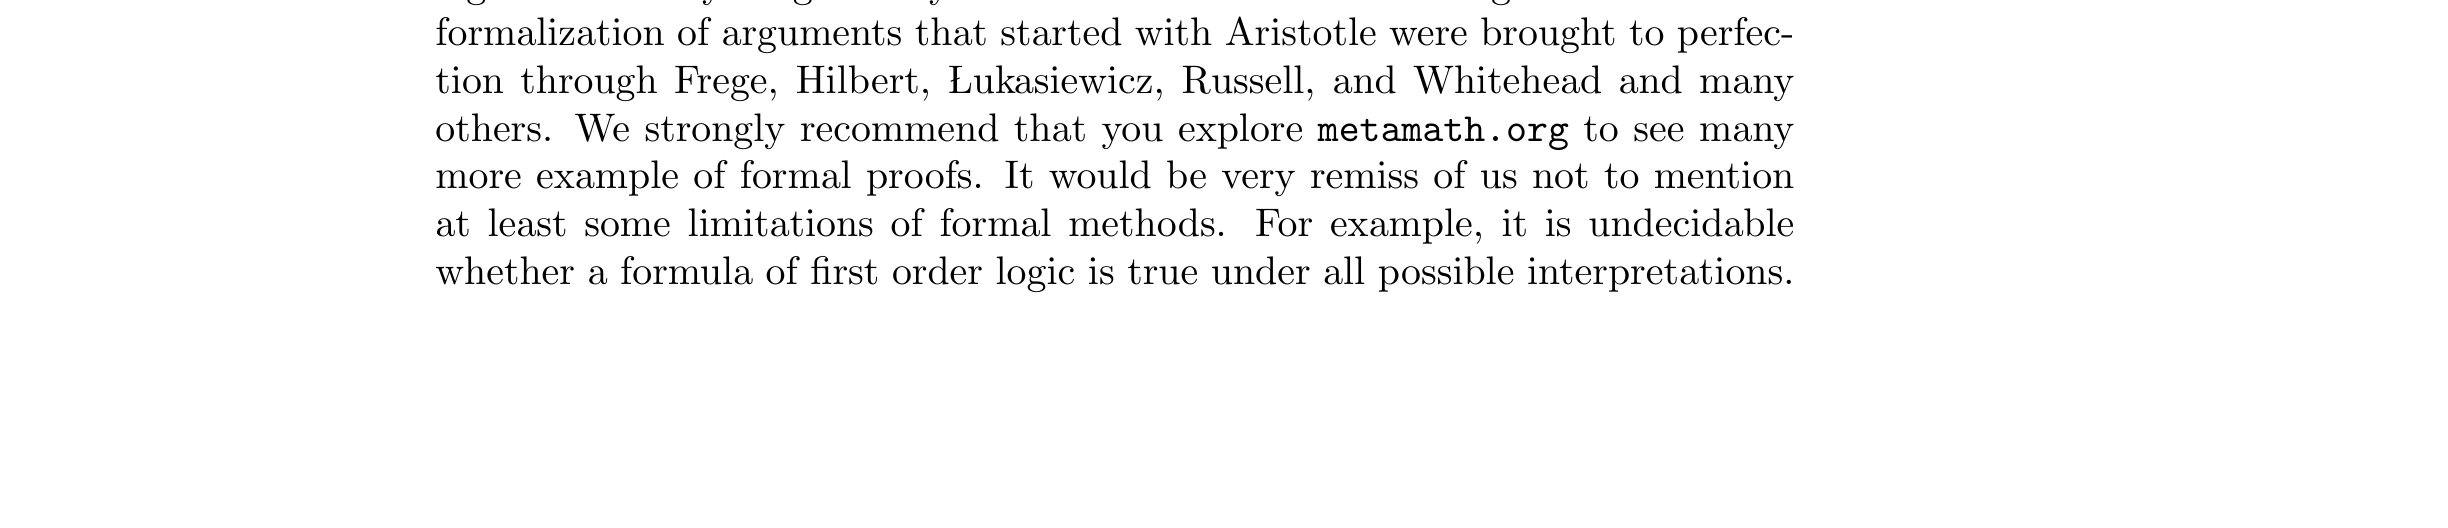 formalization of arguments that started with Aristotle were brought to perfec-
tion through Frege, Hilbert, Łukasiewicz, Russell, and Whitehead and many
others. We strongly recommend that you explore metamath.org to see many
more example of formal proofs. It would be very remiss of us not to mention
at least some limitations of formal methods. For example, it is undecidable
whether a formula of first order logic is true under all possible interpretations.